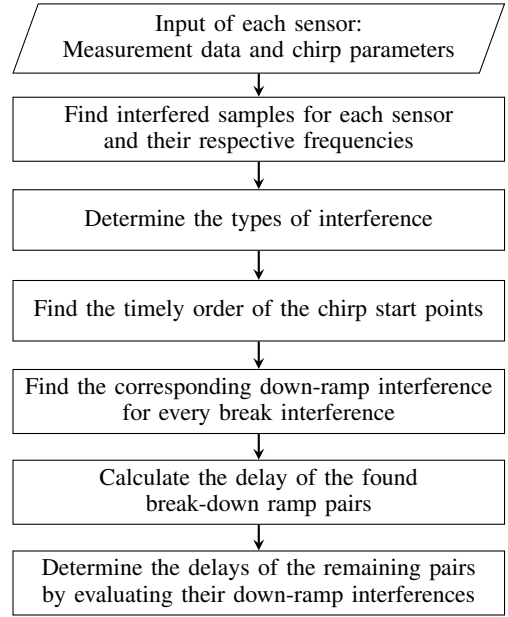 Input of each sensor:
Measurement data and chirp parameters
Find interfered samples for each sensor
and their respective frequencies
Determine the types of interference
Find the timely order of the chirp start points
Find the corresponding down-ramp interference
for every break interference
Calculate the delay of the found
break-down ramp pairs
Determine the delays of the remaining pairs
by evaluating their down-ramp interferences